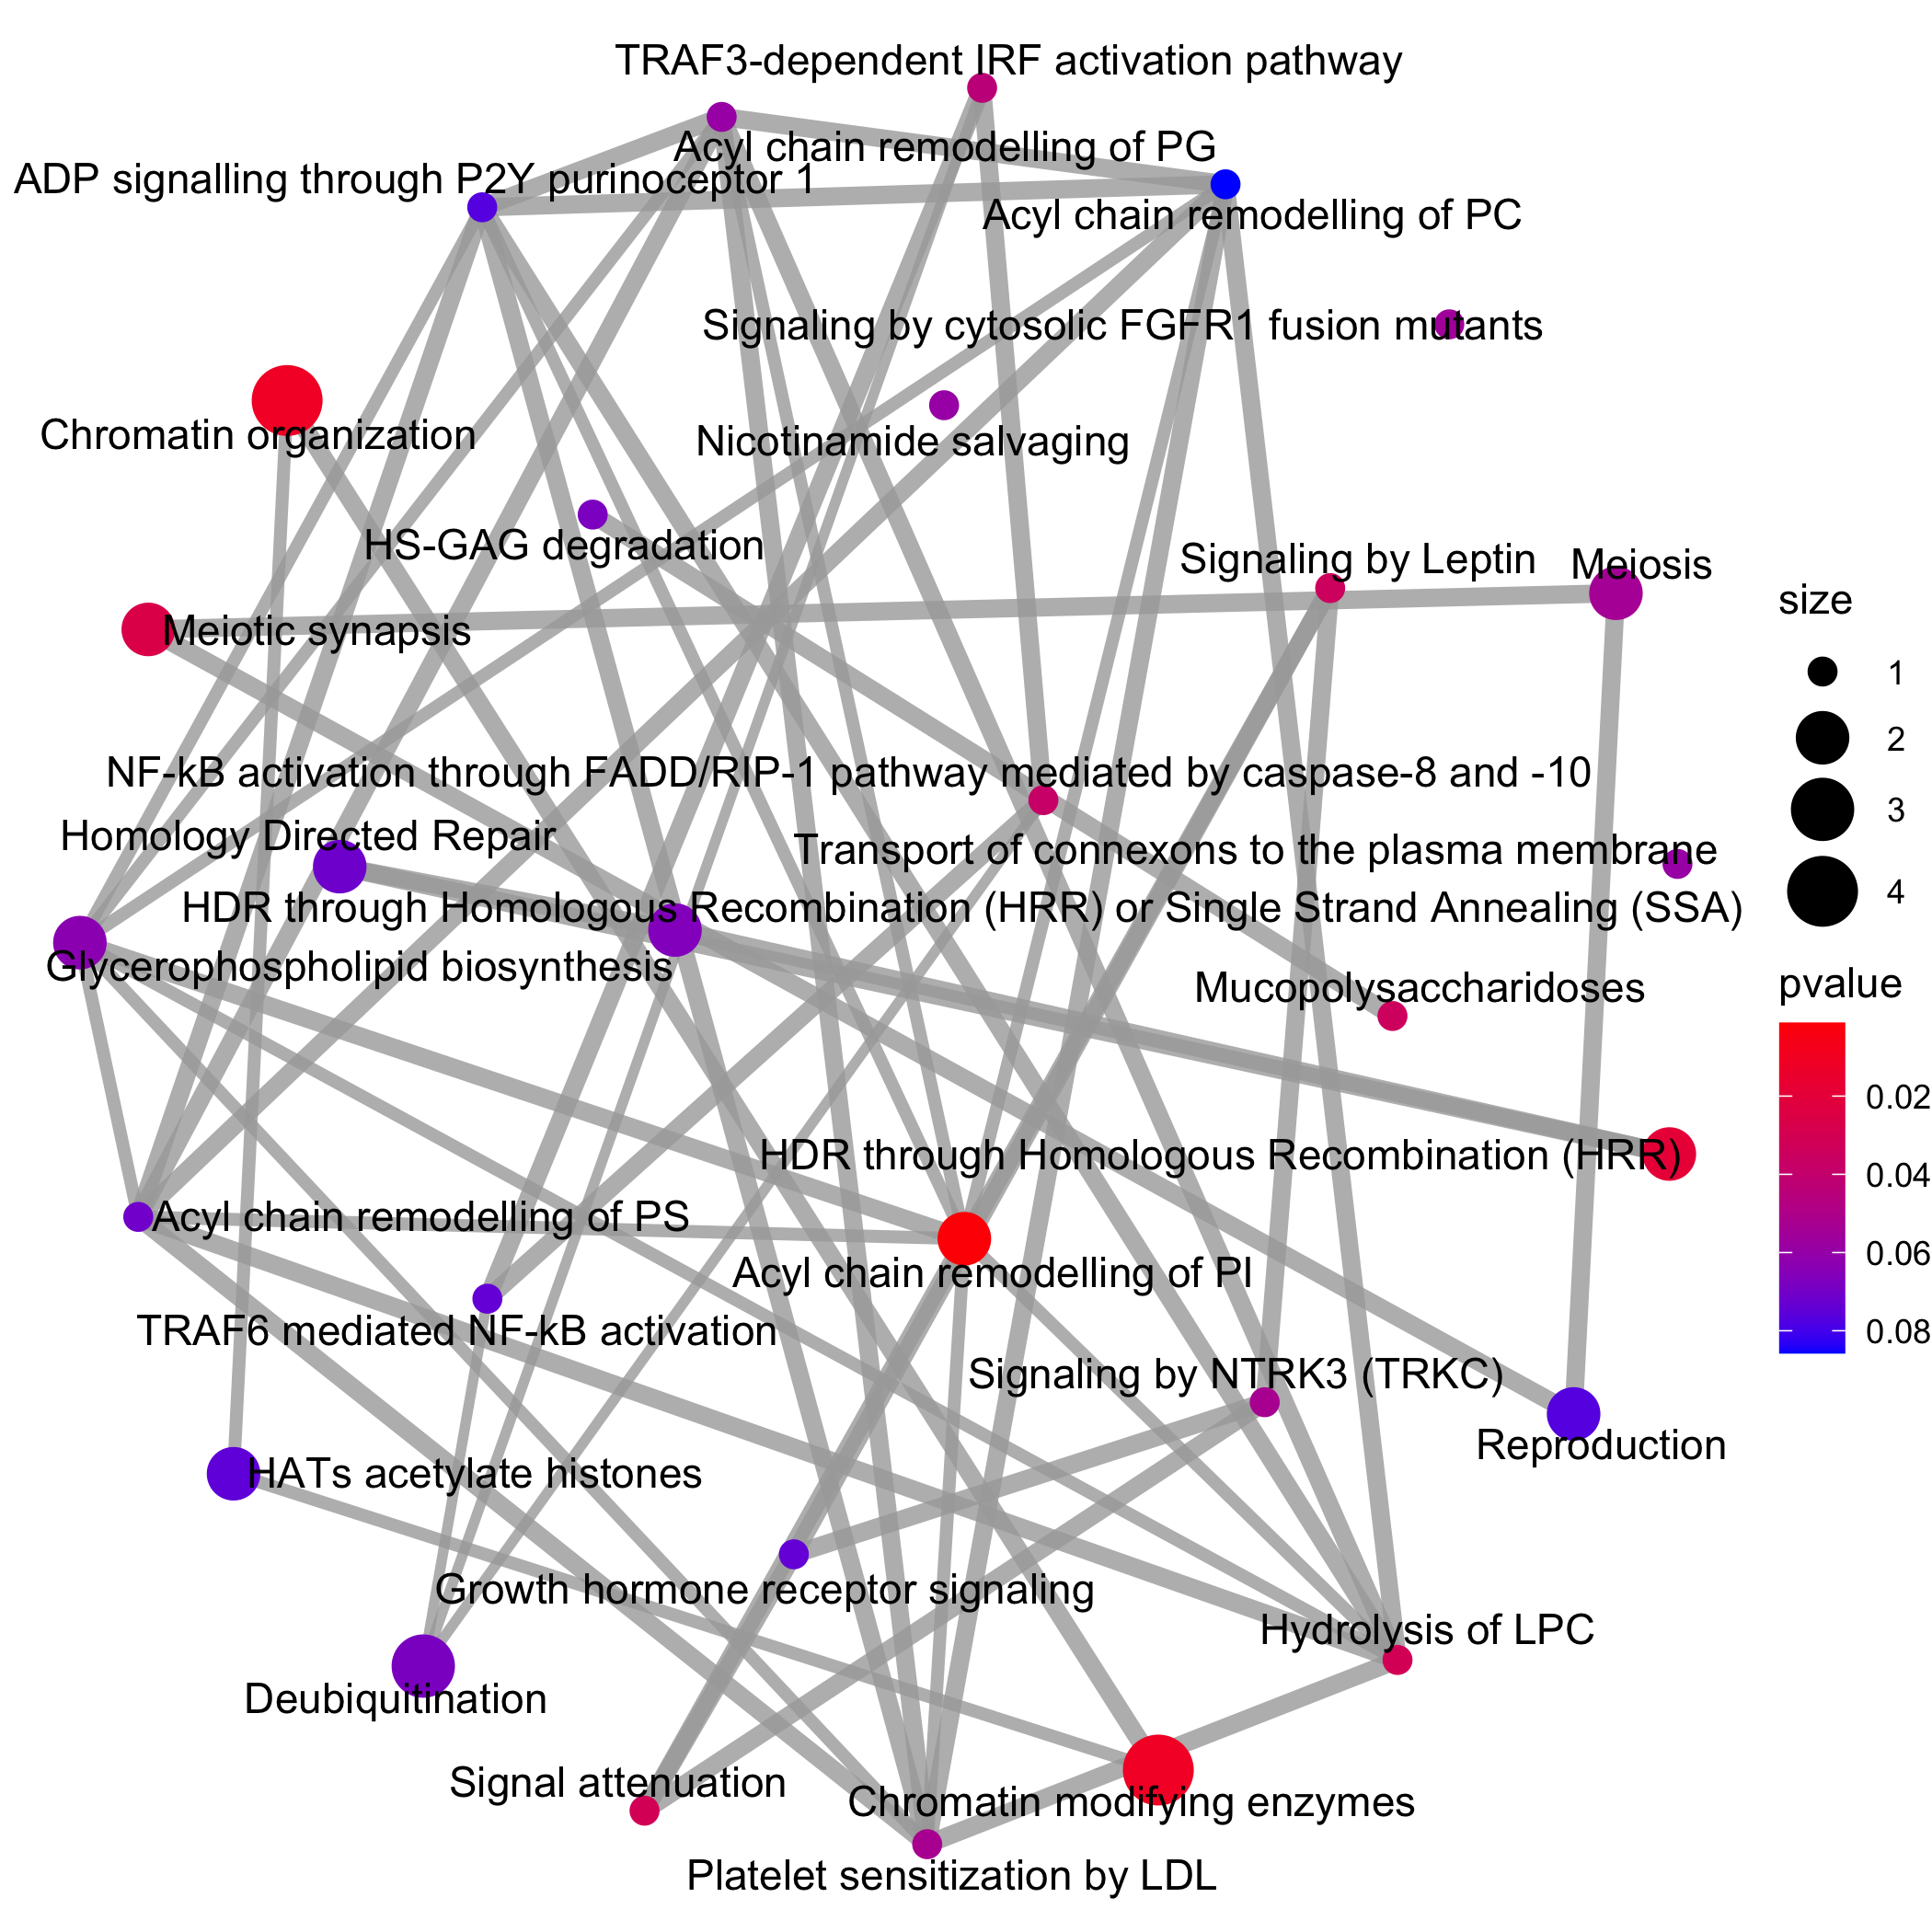 TRAF3-dependent IRF activation pathway
Acyl chain remodelling of PG
ADP signalling through P2Y purinoceptor 1
Acyl chain remodelling of PC
Signaling by cytosolic FGFR1 fusion mutants
Chromatin organization
Nicotinamide salvaging
HS-GAG degradation
Signaling by Leptin
Meiosis
Meiotic synapsis
NF-kB activation through FADD/RIP-1 pathway mediated by caspase-8 and -10
Homology Directed Repair
Transport of connexons to the plasma membrane
HDR through Homologous Recombination (HRR) or Single Strand Annealing (SSA)
Glycerophospholipid biosynthesis
Mucopolysaccharidoses
HDR through Homologous Recombination (HRR)
Acyl chain remodelling of PS
Acyl chain remodelling of PI
TRAF6 mediated NF-kB activation
Signaling by NTRK3 (TRKC)
Reproduction
HATs acetylate histones
Growth hormone receptor signaling
Hydrolysis of LPC
Deubiquitination
Signal attenuation
Chromatin modifying enzymes
Platelet sensitization by LDL
size
1
2
3
4
pvalue
0.02
0.04
0.06
0.08